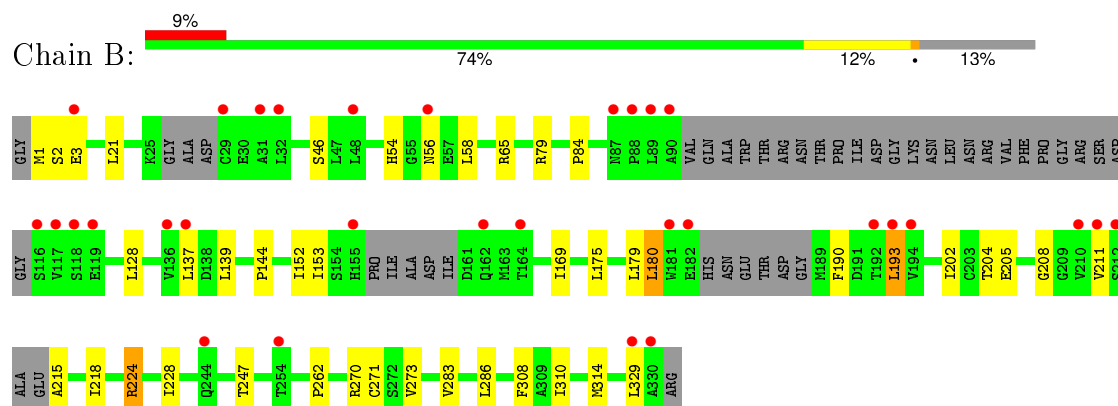 9%
Chain B:
74% 12% • 13%
GLY M1 S2 E3 L21 K25 GLY ALA ASP C29 E30 A31 L32 S46 L47 L48 H54 G55 N56 E57 L58 R65 R79 P84 N87 P88 L89 A90 VAL GLN ALA TRP THR ARG ASN THR PRO ILE ASP GLY LYS ASN LEU ASN ARG VAL PHE PRO GLY ARG SER ASP
GLY S116 V117 S118 E119 L128 V136 L137 D138 L139 P144 I152 I153 S154 H155 PRO ILE ALA ASP ILE D161 Q162 M163 T164 I169 L175 L179 L180 W181 E182 HIS ASN GLU THR ASP GLY M189 F190 D191 T192 L193 V194 I202 C203 T204 E205 G208 G209 V210 V211 S212
ALA GLU A215 I218 R224 I228 Q244 T247 T254 P262 R270 C271 S272 V273 V283 L286 F308 A309 I310 M314 L329 A330 ARG